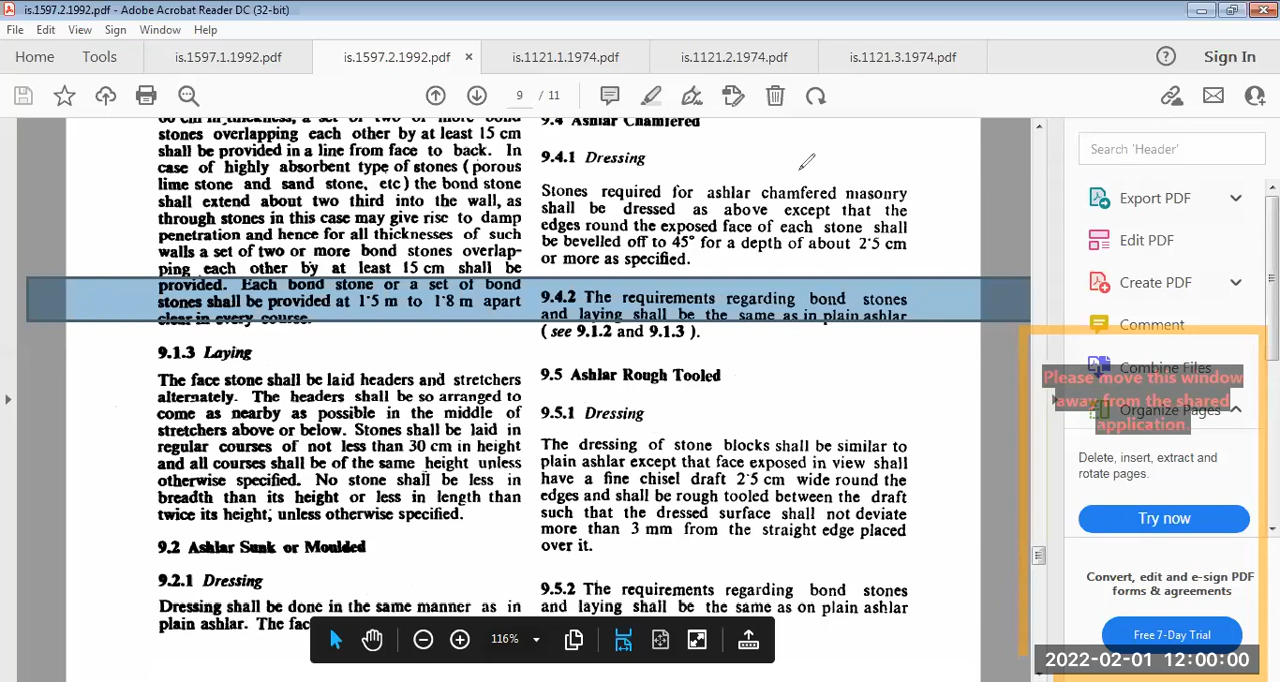 is.1597.2.1992.pdf - Adobe Acrobat Reader DC (32-bit)
File Edit View Sign Window Help
Home Tools is.1597.1.1992.pdf is.1597.2.1992.pdf × is.1121.1.1974.pdf is.1121.2.1974.pdf is.1121.3.1974.pdf Sign In
9 / 11
60 cm in thickness, a set of two or more bond
stones overlapping each other by at least 15 cm
shall be provided in a line from face to back. In
case of highly absorbent type of stones ( porous
lime stone and sand stone, etc ) the bond stone
shall extend about two third into the wall, as
through stones in this case may give rise to damp
penetration and hence for all thicknesses of such
walls a set of two or more bond stones overlap-
ping each other by at least 15 cm shall be
provided. Each bond stone or a set of bond
stones shall be provided at 1·5 m to 1·8 m apart
clear in every course.
9.1.3 Laying
The face stone shall be laid headers and stretchers
alternately. The headers shall be so arranged to
come as nearby as possible in the middle of
stretchers above or below. Stones shall be laid in
regular courses of not less than 30 cm in height
and all courses shall be of the same height unless
otherwise specified. No stone shall be less in
breadth than its height or less in length than
twice its height, unless otherwise specified.
9.2 Ashlar Sunk or Moulded
9.2.1 Dressing
Dressing shall be done in the same manner as in
plain ashlar. The fac
9.4 Ashlar Chamfered
9.4.1 Dressing
Stones required for ashlar chamfered masonry
shall be dressed as above except that the
edges round the exposed face of each stone shall
be bevelled off to 45° for a depth of about 2·5 cm
or more as specified.
9.4.2 The requirements regarding bond stones
and laying shall be the same as in plain ashlar
( see 9.1.2 and 9.1.3 ).
9.5 Ashlar Rough Tooled
9.5.1 Dressing
The dressing of stone blocks shall be similar to
plain ashlar except that face exposed in view shall
have a fine chisel draft 2·5 cm wide round the
edges and shall be rough tooled between the draft
such that the dressed surface shall not deviate
more than 3 mm from the straight edge placed
over it.
9.5.2 The requirements regarding bond stones
and laying shall be the same as on plain ashlar
116%
Search 'Header'
Export PDF
Edit PDF
Create PDF
Comment
Combine Files
Please move this window
away from the shared
application.
Organize Pages
Delete, insert, extract and
rotate pages.
Try now
Convert, edit and e-sign PDF
forms & agreements
Free 7-Day Trial
2022-02-01 12:00:00